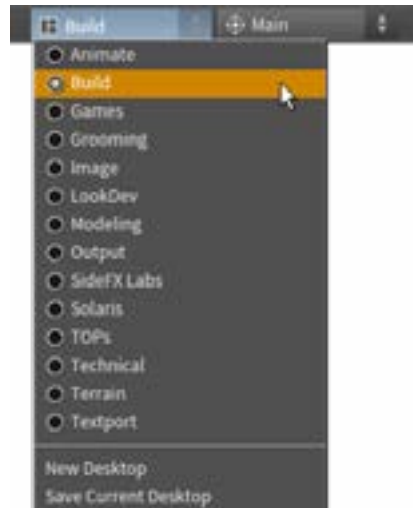 Build Main
Animate
Build
Games
Grooming
Image
LookDev
Modeling
Output
SideFX Labs
Solaris
TOPs
Technical
Terrain
Textport
New Desktop
Save Current Desktop